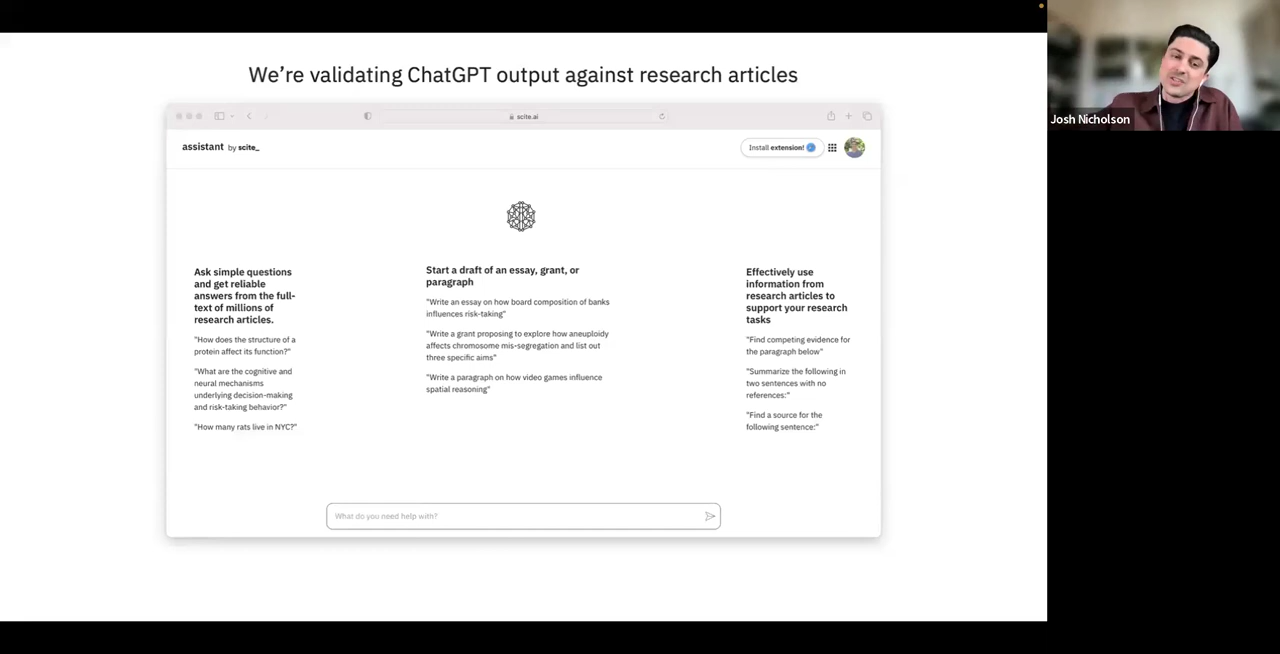 We're validating ChatGPT output against research articles
Josh Nicholson
scite.ai
assistant by scite_
Install extension!
Ask simple questions
and get reliable
answers from the full-
text of millions of
research articles.
"How does the structure of a
protein affect its function?"
"What are the cognitive and
neural mechanisms
underlying decision-making
and risk-taking behavior?"
"How many rats live in NYC?"
Start a draft of an essay, grant, or
paragraph
"Write an essay on how board composition of banks
influences risk-taking"
"Write a grant proposing to explore how aneuploidy
affects chromosome mis-segregation and list out
three specific aims"
"Write a paragraph on how video games influence
spatial reasoning"
Effectively use
information from
research articles to
support your research
tasks
"Find competing evidence for
the paragraph below"
"Summarize the following in
two sentences with no
references:"
"Find a source for the
following sentence:"
What do you need help with?